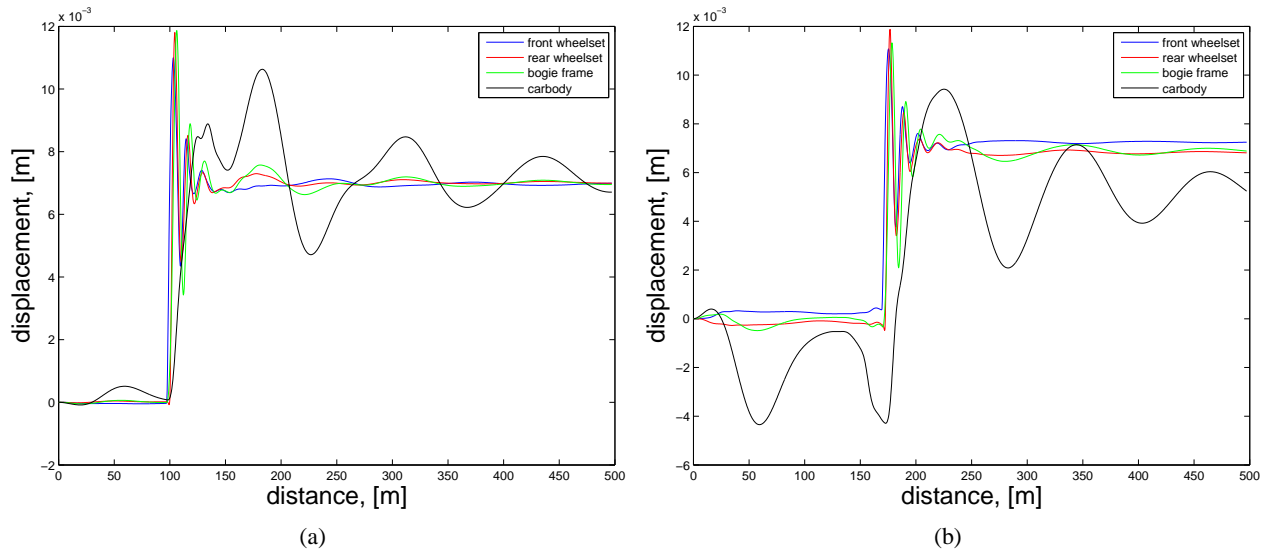 x 10⁻³
12
10
8
6
4
2
0
−2
0 50 100 150 200 250 300 350 400 450 500
displacement, [m]
distance, [m]
front wheelset
rear wheelset
bogie frame
carbody
(a)
x 10⁻³
12
10
8
6
4
2
0
−2
−4
−6
0 50 100 150 200 250 300 350 400 450 500
displacement, [m]
distance, [m]
front wheelset
rear wheelset
bogie frame
carbody
(b)